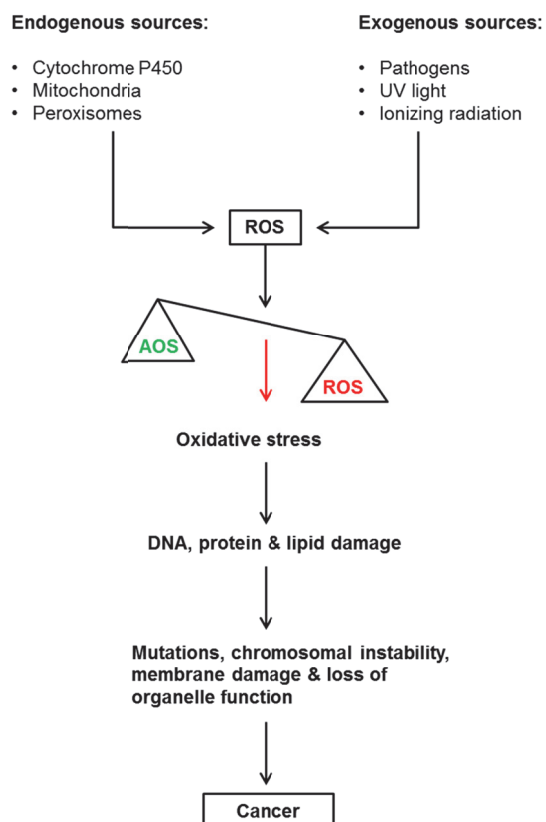 Endogenous sources:
• Cytochrome P450
• Mitochondria
• Peroxisomes
Exogenous sources:
• Pathogens
• UV light
• Ionizing radiation
ROS
AOS
ROS
Oxidative stress
DNA, protein & lipid damage
Mutations, chromosomal instability,
membrane damage & loss of
organelle function
Cancer